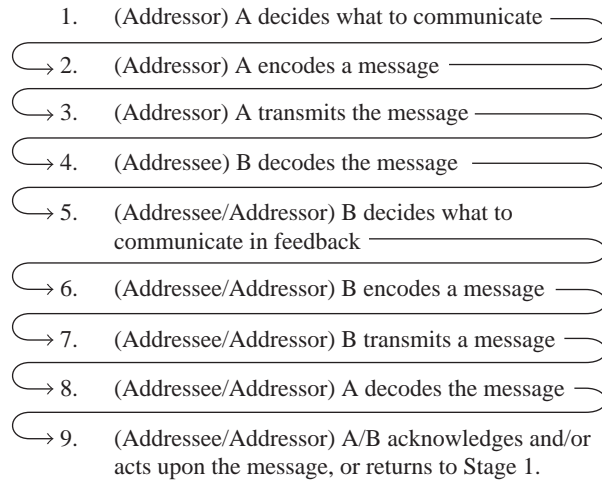 1. (Addressor) A decides what to communicate
2. (Addressor) A encodes a message
3. (Addressor) A transmits the message
4. (Addressee) B decodes the message
5. (Addressee/Addressor) B decides what to
communicate in feedback
6. (Addressee/Addressor) B encodes a message
7. (Addressee/Addressor) B transmits a message
8. (Addressee/Addressor) A decodes the message
9. (Addressee/Addressor) A/B acknowledges and/or
acts upon the message, or returns to Stage 1.